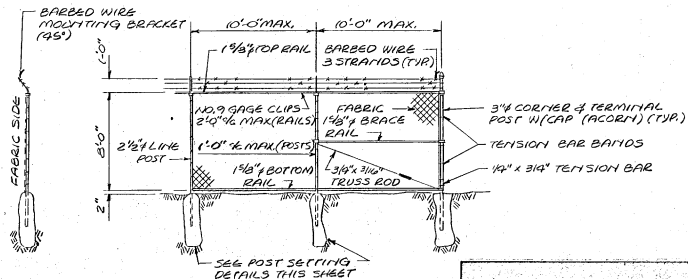 BARBED WIRE
MOUNTING BRACKET
(45°)
10'-0" MAX.
10'-0" MAX.
1 5/8"φ TOP RAIL
BARBED WIRE
3 STRANDS (TYP.)
1'-0"
FABRIC SIDE
8'-0"
2"
NO. 9 GAGE CLIPS
2'-0" o/c MAX (RAILS)
1'-0" o/c MAX. (POSTS)
FABRIC
1 5/8"φ BRACE
RAIL
3"φ CORNER & TERMINAL
POST W/CAP (ACORN) (TYP.)
2 1/2"φ LINE
POST
TENSION BAR BANDS
1 5/8"φ BOTTOM
RAIL
3/4" x 3/16"
TRUSS ROD
1/4" x 3/4" TENSION BAR
SEE POST SETTING
DETAILS THIS SHEET